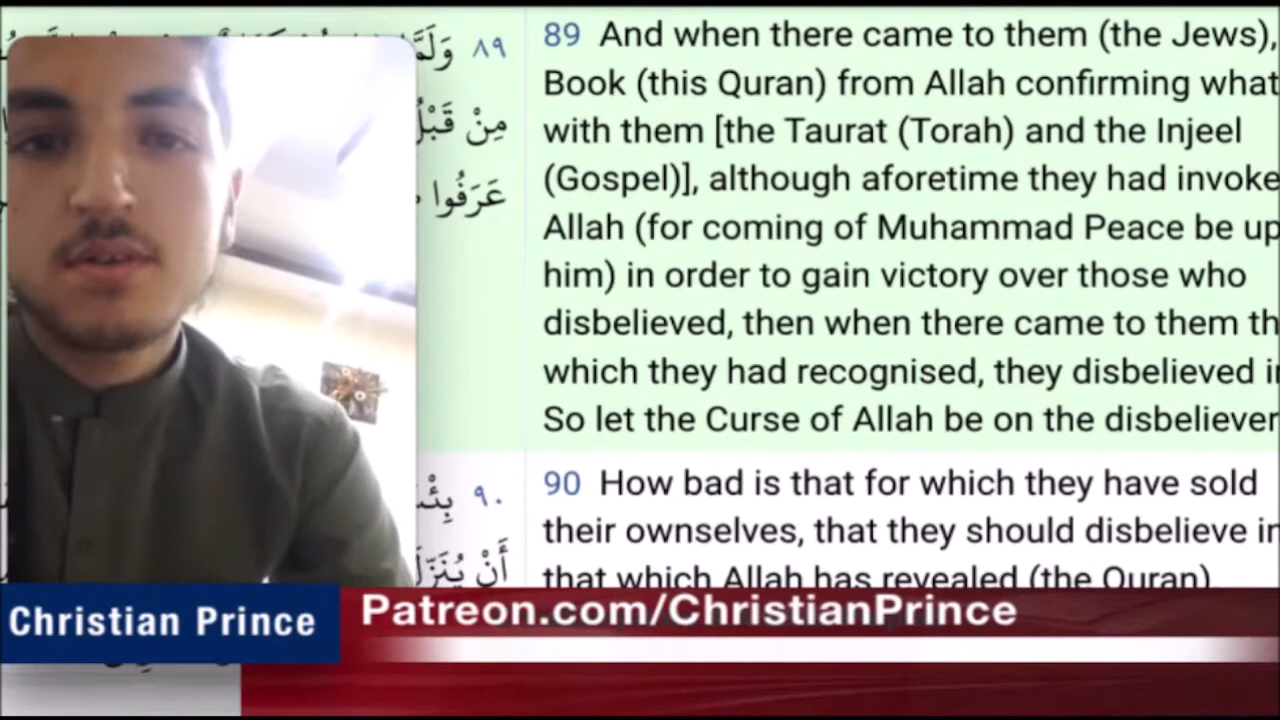 وَلَمَّا ٨٩
مِنْ قَبْلُ
عَرَفُوا
89 And when there came to them (the Jews),
Book (this Quran) from Allah confirming what
with them [the Taurat (Torah) and the Injeel
(Gospel)], although aforetime they had invoke
Allah (for coming of Muhammad Peace be up
him) in order to gain victory over those who
disbelieved, then when there came to them th
which they had recognised, they disbelieved in
So let the Curse of Allah be on the disbeliever
٩٠
أَنْ
90 How bad is that for which they have sold
their ownselves, that they should disbelieve in
that which Allah has revealed (the Quran)
Christian Prince
Patreon.com/ChristianPrince